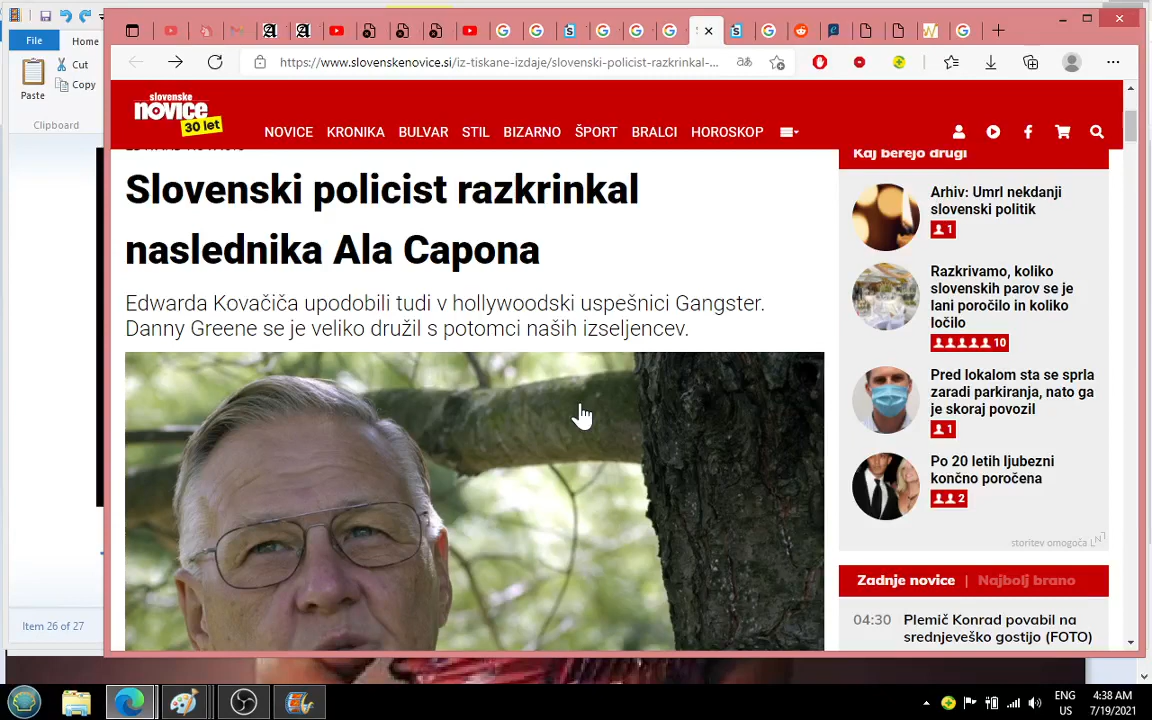 File
Home
Cut
Copy
Paste
Clipboard
https://www.slovenskenovice.si/iz-tiskane-izdaje/slovenski-policist-razkrinkal-...
slovenske
novice
30 let
NOVICE KRONIKA BULVAR STIL BIZARNO ŠPORT BRALCI HOROSKOP
Slovenski policist razkrinkal
naslednika Ala Capona
Edwarda Kovačiča upodobili tudi v hollywoodski uspešnici Gangster.
Danny Greene se je veliko družil s potomci naših izseljencev.
Kaj berejo drugi
Arhiv: Umrl nekdanji
slovenski politik
1
Razkrivamo, koliko
slovenskih parov se je
lani poročilo in koliko
ločilo
10
Pred lokalom sta se sprla
zaradi parkiranja, nato ga
je skoraj povozil
1
Po 20 letih ljubezni
končno poročena
2
storitev omogoča
Zadnje novice | Najbolj brano
04:30 Plemič Konrad povabil na
srednjeveško gostijo (FOTO)
Item 26 of 27
ENG
US
4:38 AM
7/19/2021